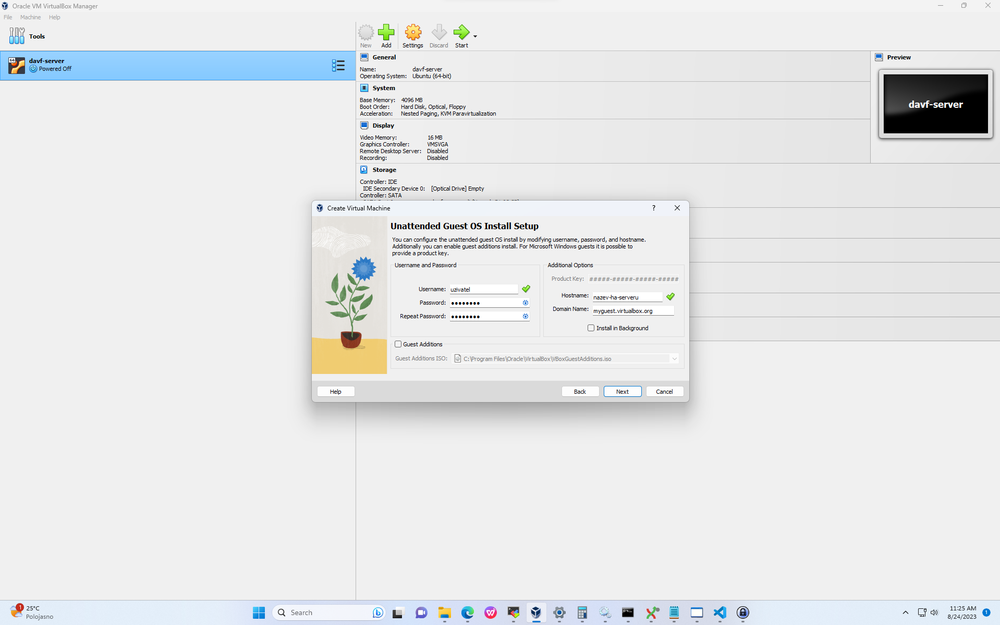 Oracle VM VirtualBox Manager
File Machine Help
Tools
64
davf-server
Powered Off
New Add Settings Discard Start
General
Name: davf-server
Operating System: Ubuntu (64-bit)
System
Base Memory: 4096 MB
Boot Order: Hard Disk, Optical, Floppy
Acceleration: Nested Paging, KVM Paravirtualization
Display
Video Memory: 16 MB
Graphics Controller: VMSVGA
Remote Desktop Server: Disabled
Recording: Disabled
Storage
Controller: IDE
IDE Secondary Device 0: [Optical Drive] Empty
Controller: SATA
Preview
davf-server
Create Virtual Machine
?
Unattended Guest OS Install Setup
You can configure the unattended guest OS install by modifying username, password, and hostname.
Additionally you can enable guest additions install. For Microsoft Windows guests it is possible to
provide a product key.
Username and Password
Username: uzivatel
Password: ●●●●●●●●
Repeat Password: ●●●●●●●●
Additional Options
Product Key: #####-#####-#####-#####
Hostname: nazev-ha-serveru
Domain Name: myguest.virtualbox.org
Install in Background
Guest Additions
Guest Additions ISO: C:\Program Files\Oracle\VirtualBox\VBoxGuestAdditions.iso
Help Back Next Cancel
1
25°C
Polojasno
Search
11:25 AM
8/24/2023
1